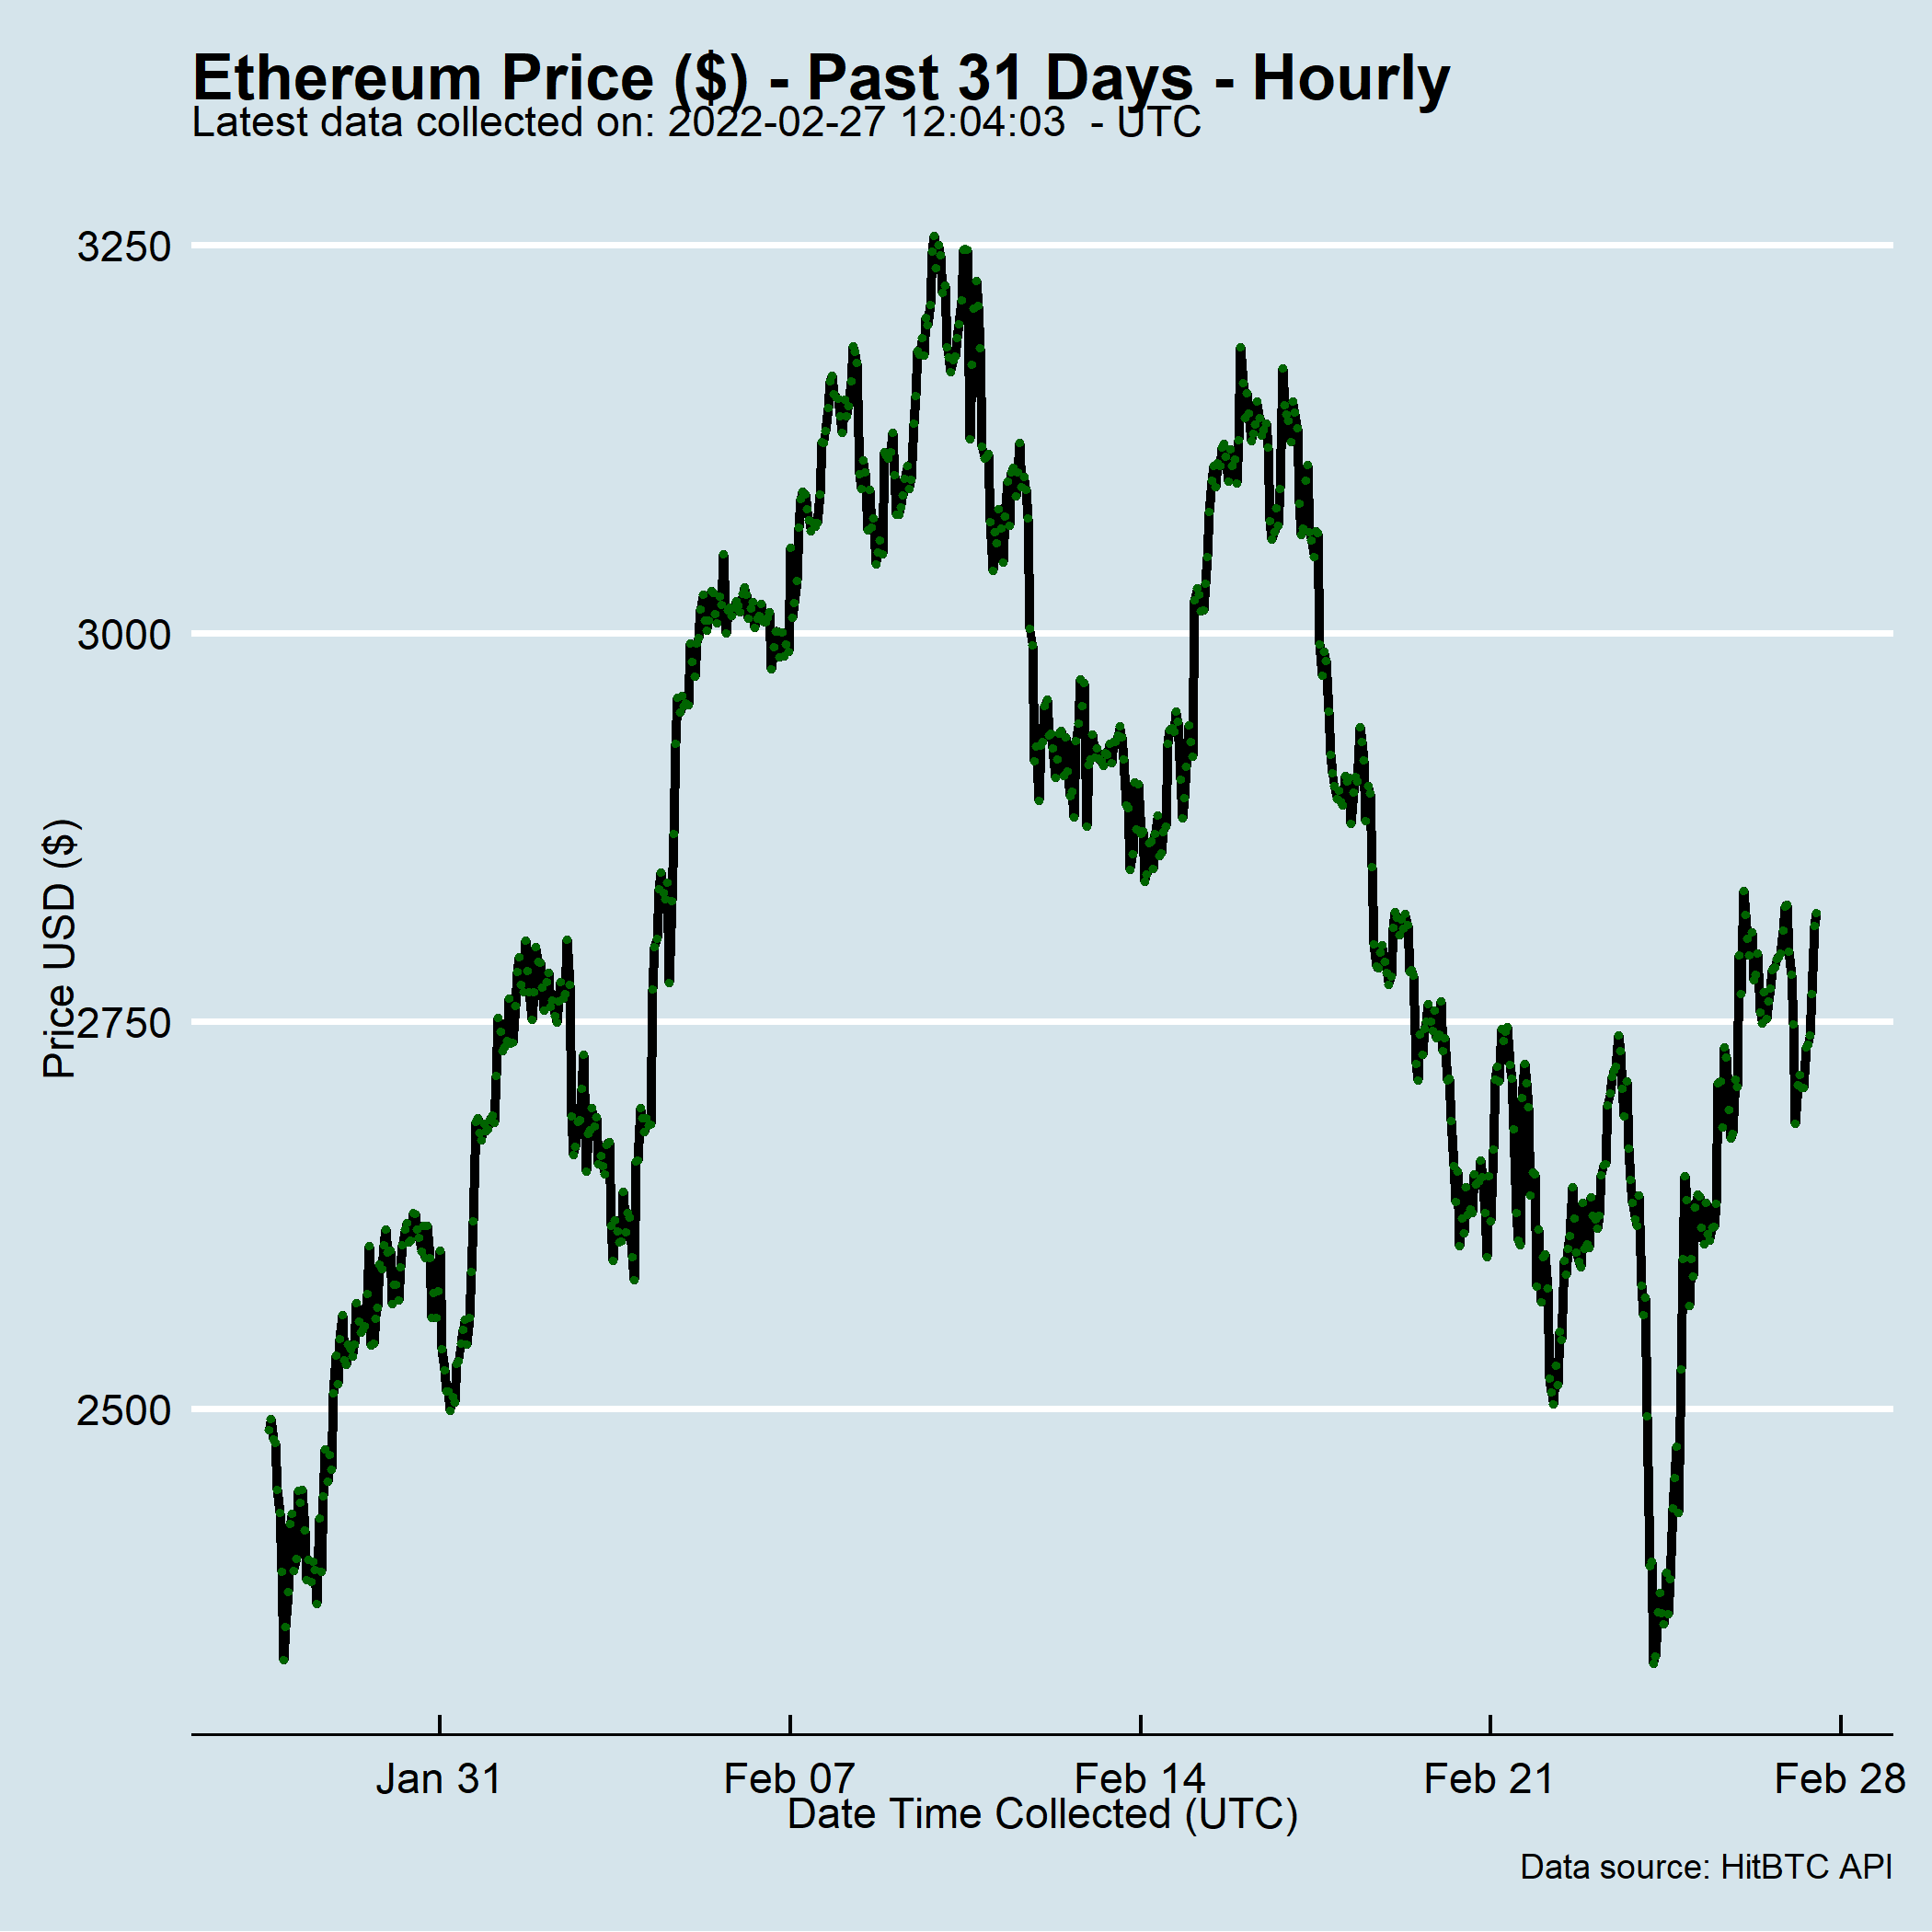 Ethereum Price ($) - Past 31 Days - Hourly
Latest data collected on: 2022-02-27 12:04:03  - UTC
Price USD ($)
3250
3000
2750
2500
Jan 31
Feb 07
Feb 14
Feb 21
Feb 28
Date Time Collected (UTC)
Data source: HitBTC API